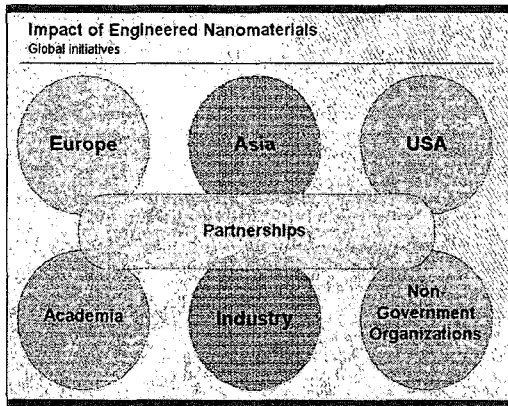 Impact of Engineered Nanomaterials
Global initiatives
Europe
Asia
USA
Partnerships
Academia
Industry
Non-
Government
Organizations